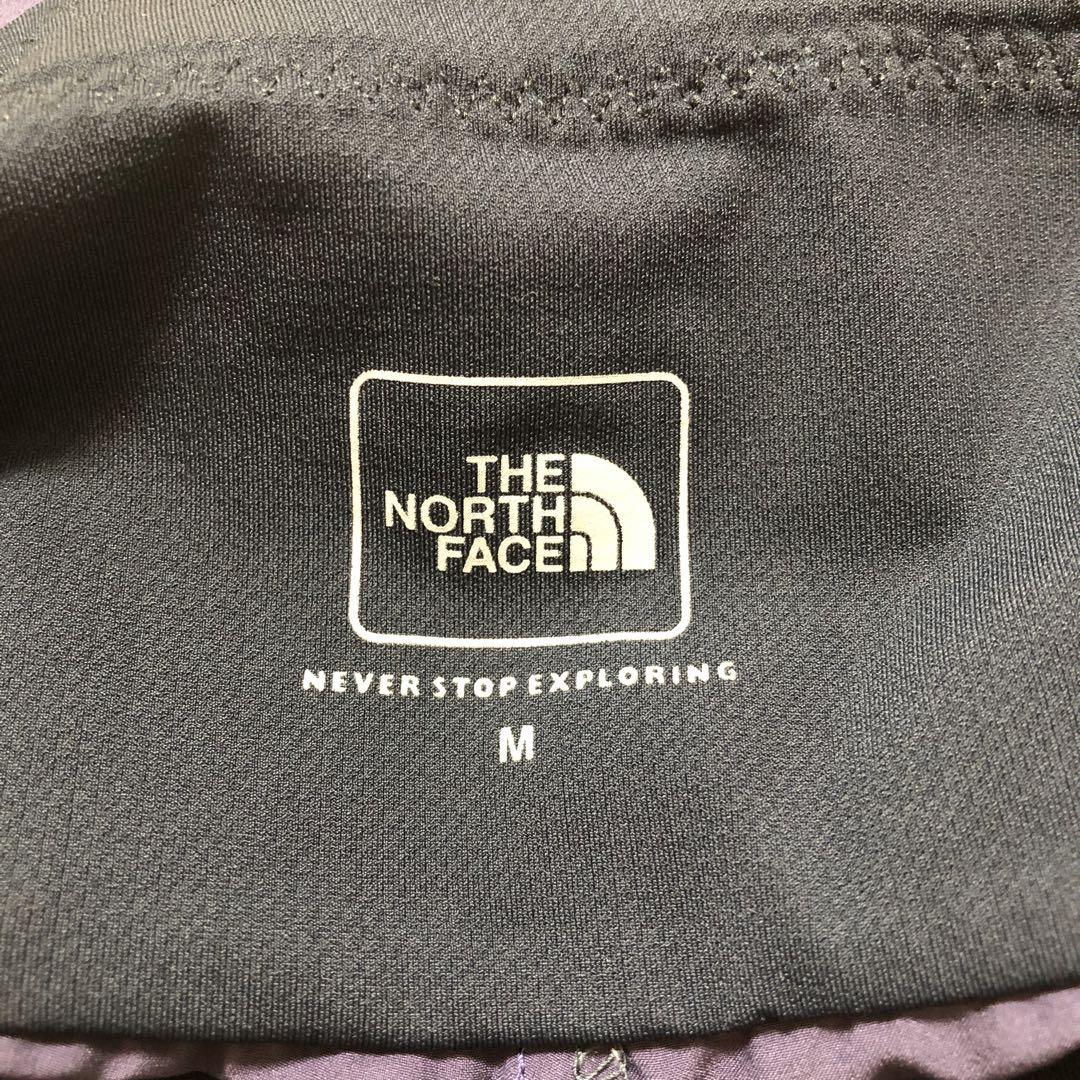 THE
NORTH
FACE
NEVER STOP EXPLORING
M